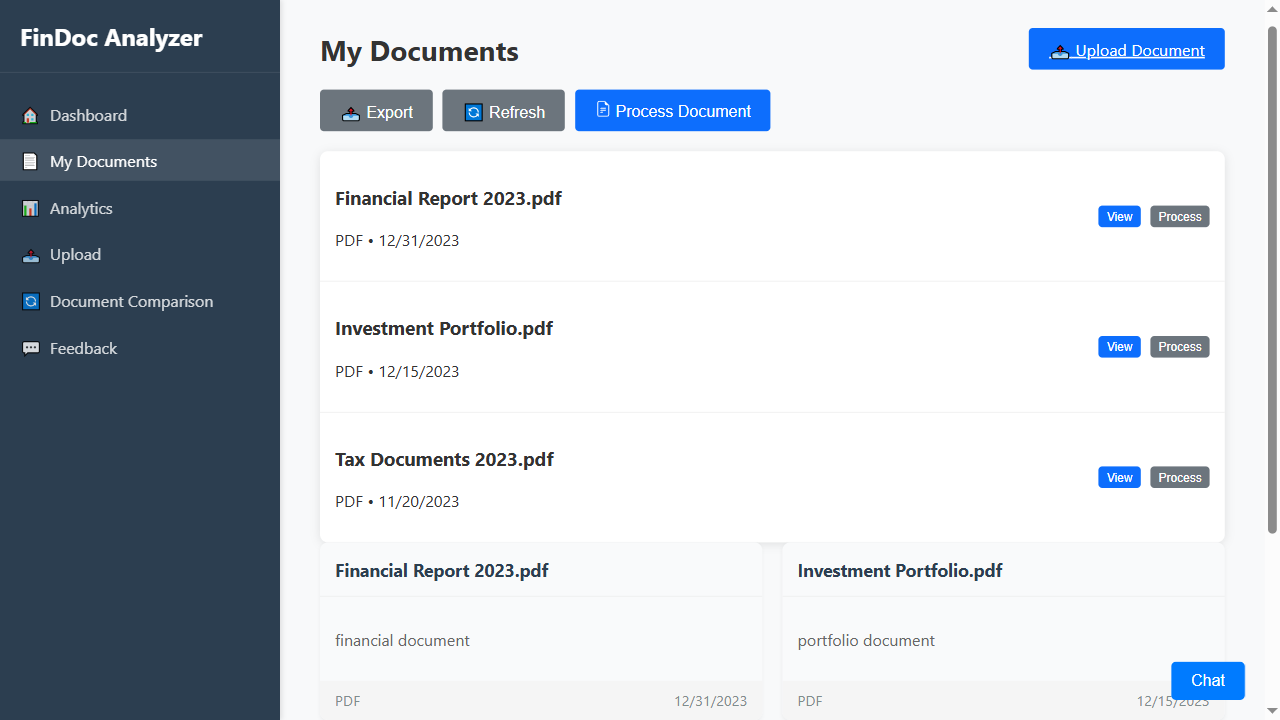 FinDoc Analyzer
Dashboard
My Documents
Analytics
Upload
Document Comparison
Feedback
My Documents
Upload Document
Export
Refresh
Process Document
Financial Report 2023.pdf
PDF • 12/31/2023
View
Process
Investment Portfolio.pdf
PDF • 12/15/2023
View
Process
Tax Documents 2023.pdf
PDF • 11/20/2023
View
Process
Financial Report 2023.pdf
financial document
PDF
12/31/2023
Investment Portfolio.pdf
portfolio document
PDF
12/15/2023
Chat